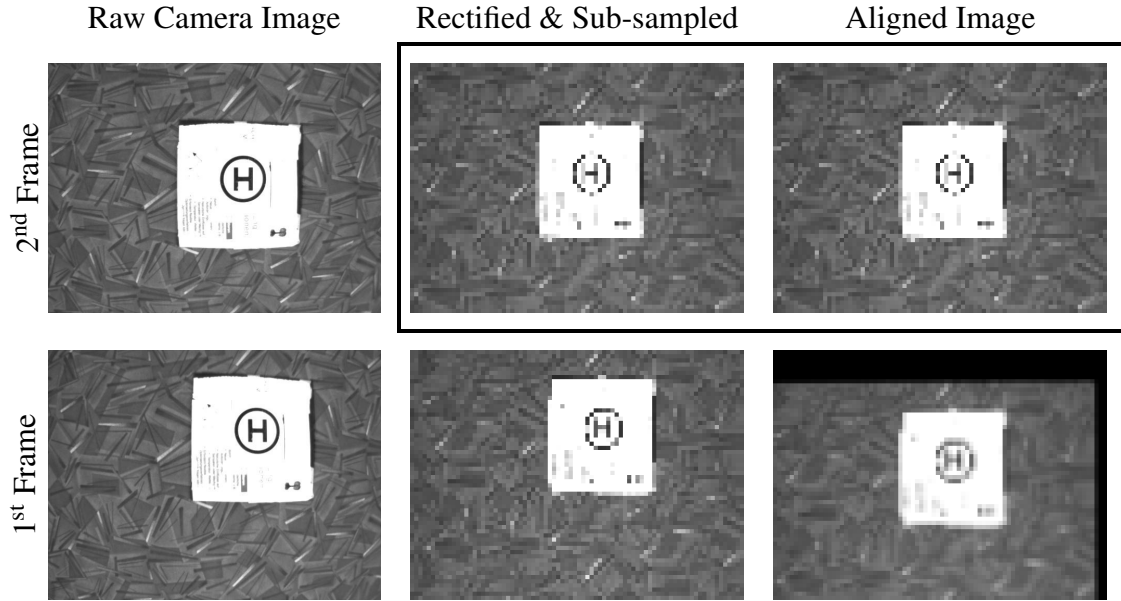 Raw Camera Image
Rectified & Sub-sampled
Aligned Image
2nd Frame
H
H
H
1st Frame
H
H
H